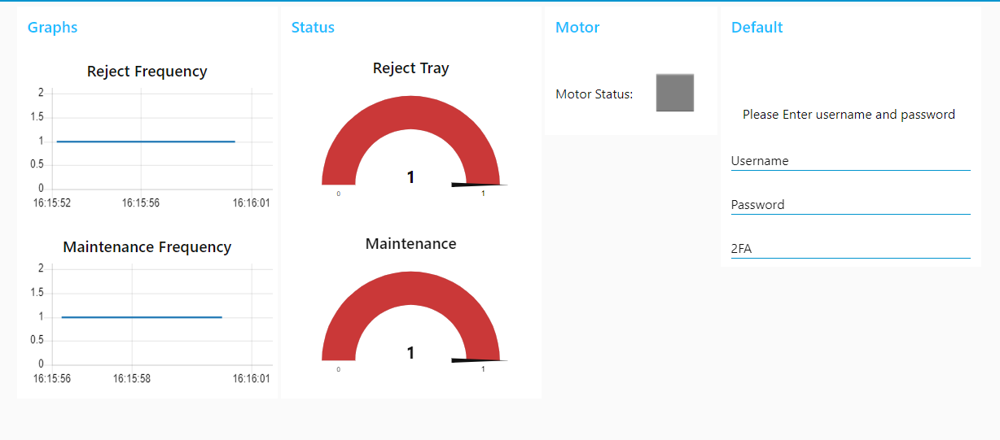 Graphs
Reject Frequency
2
1.5
1
0.5
0
16:15:52 16:15:56 16:16:01
Maintenance Frequency
2
1.5
1
0.5
0
16:15:56 16:15:58 16:16:01
Status
Reject Tray
1
0 1
Maintenance
1
0 1
Motor
Motor Status:
Default
Please Enter username and password
Username
Password
2FA